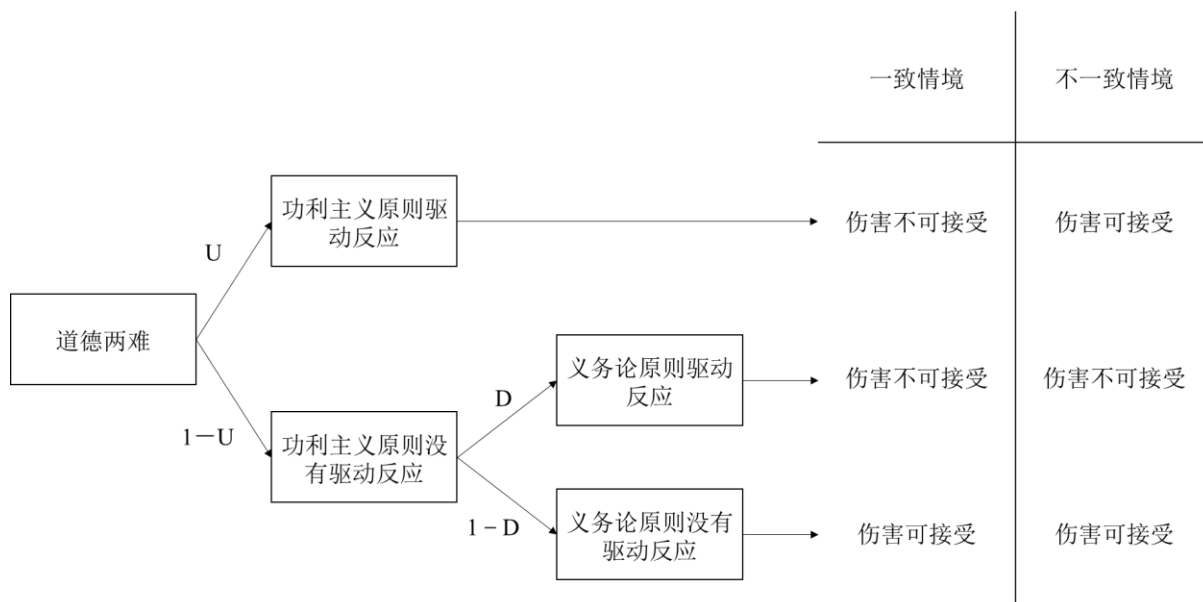 一致情境
不一致情境
功利主义原则驱
动反应
伤害不可接受
伤害可接受
U
道德两难
义务论原则驱动
反应
伤害不可接受
伤害不可接受
D
1－U
功利主义原则没
有驱动反应
1－D
义务论原则没有
驱动反应
伤害可接受
伤害可接受